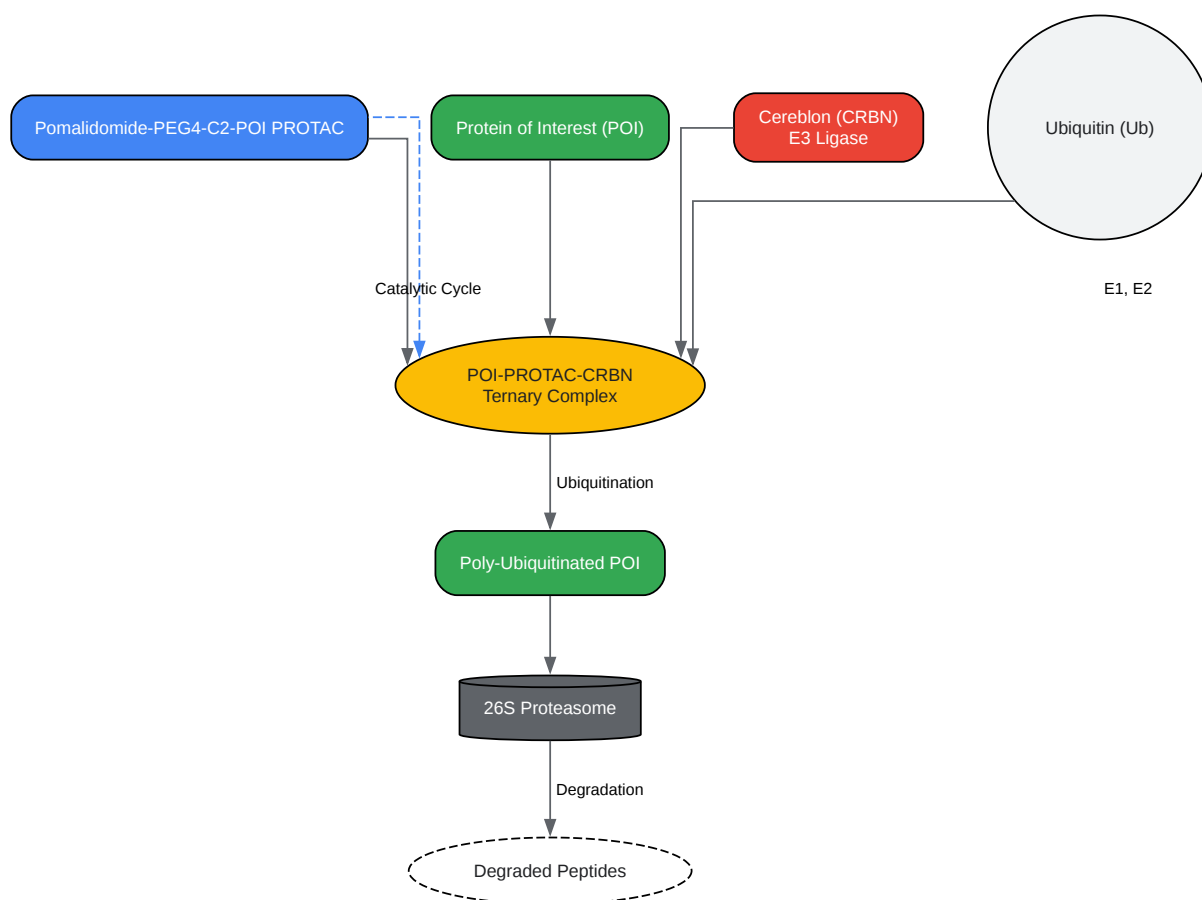 Pomalidomide-PEG4-C2-POI PROTAC
Protein of Interest (POI)
Cereblon (CRBN)
E3 Ligase
Ubiquitin (Ub)
Catalytic Cycle
E1, E2
POI-PROTAC-CRBN
Ternary Complex
Ubiquitination
Poly-Ubiquitinated POI
26S Proteasome
Degradation
Degraded Peptides